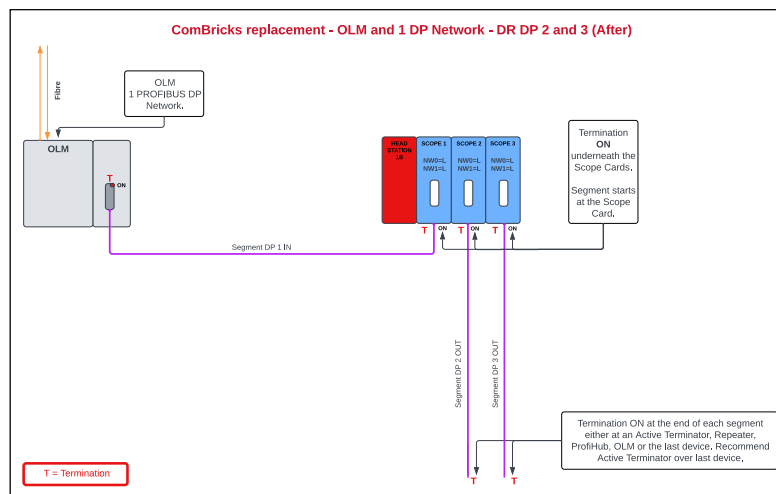 ComBricks replacement - OLM and 1 DP Network - DR DP 2 and 3 (After)
Fibre
OLM
1 PROFIBUS DP
Network.
OLM
T
ON
HEAD
STATION
1B
SCOPE 1
NW0=L
NW1=L
SCOPE 2
NW0=L
NW1=L
SCOPE 3
NW0=L
NW1=L
T ON T ON T ON
Termination
ON
underneath the
Scope Cards.
Segment starts
at the Scope
Card.
Segment DP 1 IN
Segment DP 2 OUT
Segment DP 3 OUT
Termination ON at the end of each segment
either at an Active Terminator, Repeater,
ProfiHub, OLM or the last device. Recommend
Active Terminator over last device.
T T
T = Termination